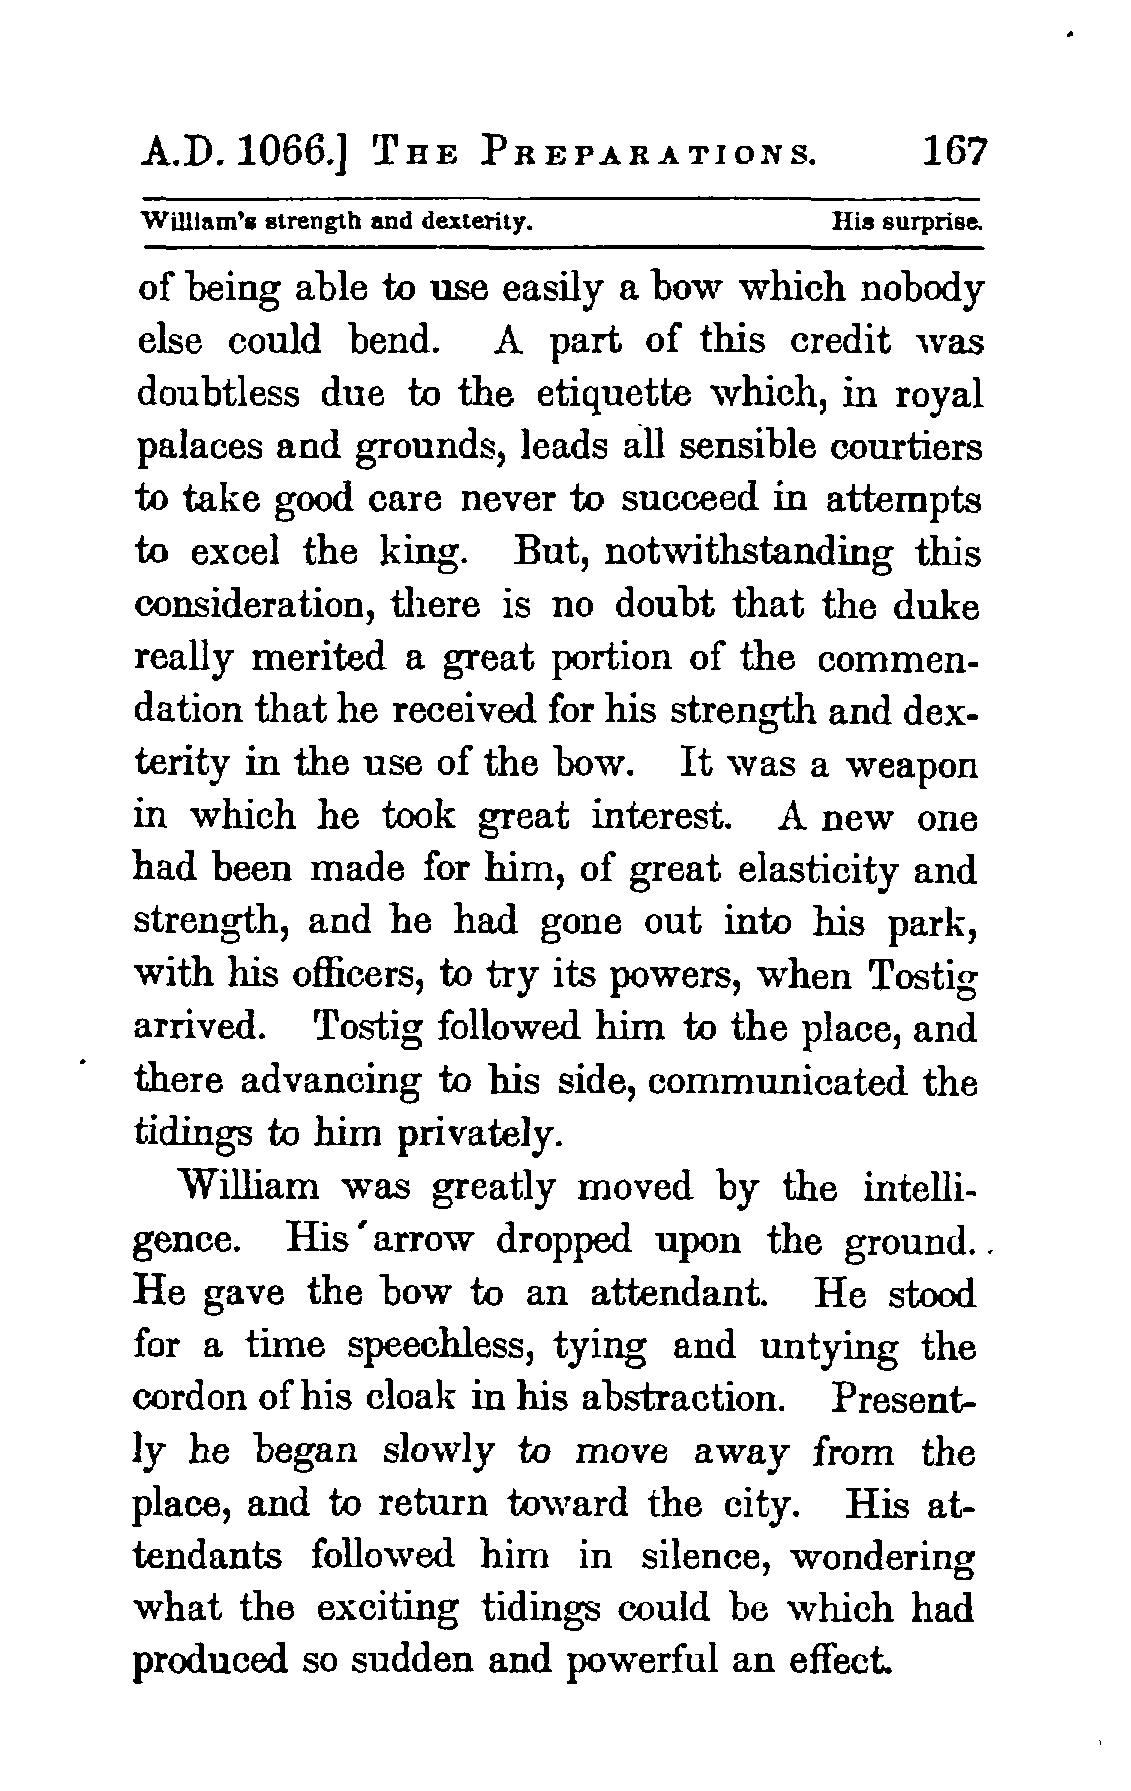 A.D. 1066.] THE PREPARATIONS. 167
William's strength and dexterity. His surprise.
of being able to use easily a bow which nobody
else could bend. A part of this credit was
doubtless due to the etiquette which, in royal
palaces and grounds, leads all sensible courtiers
to take good care never to succeed in attempts
to excel the king. But, notwithstanding this
consideration, there is no doubt that the duke
really merited a great portion of the commen-
dation that he received for his strength and dex-
terity in the use of the bow. It was a weapon
in which he took great interest. A new one
had been made for him, of great elasticity and
strength, and he had gone out into his park,
with his officers, to try its powers, when Tostig
arrived. Tostig followed him to the place, and
there advancing to his side, communicated the
tidings to him privately.
William was greatly moved by the intelli-
gence. His arrow dropped upon the ground.
He gave the bow to an attendant. He stood
for a time speechless, tying and untying the
cordon of his cloak in his abstraction. Present-
ly he began slowly to move away from the
place, and to return toward the city. His at-
tendants followed him in silence, wondering
what the exciting tidings could be which had
produced so sudden and powerful an effect.